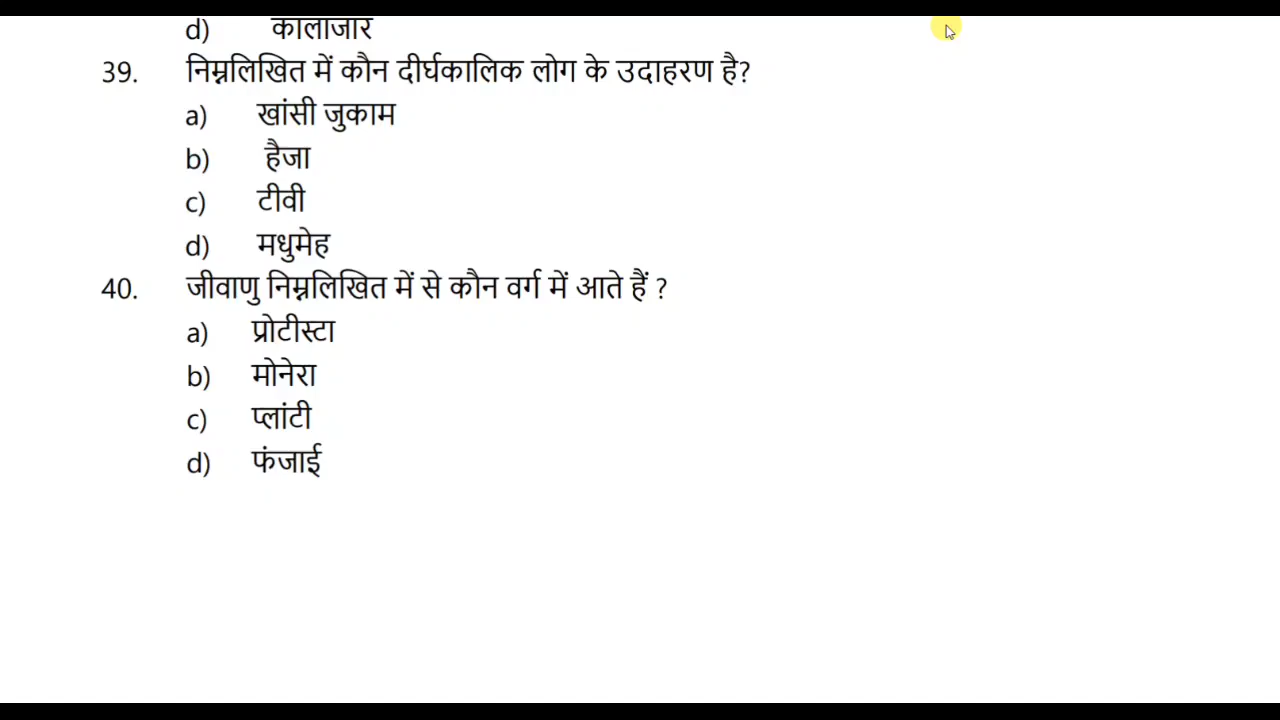 d) कालाजार
39. निम्नलिखित में कौन दीर्घकालिक लोग के उदाहरण है?
a) खांसी जुकाम
b) हैजा
c) टीवी
d) मधुमेह
40. जीवाणु निम्नलिखित में से कौन वर्ग में आते हैं ?
a) प्रोटीस्टा
b) मोनेरा
c) प्लांटी
d) फंजाई